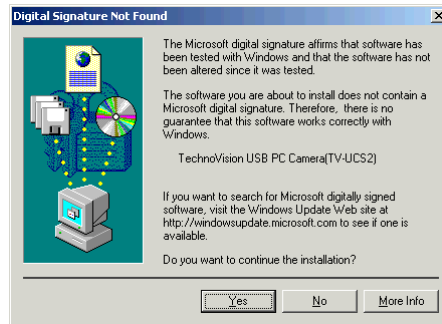 Digital Signature Not Found
The Microsoft digital signature affirms that software has
been tested with Windows and that the software has not
been altered since it was tested.
The software you are about to install does not contain a
Microsoft digital signature. Therefore, there is no
guarantee that this software works correctly with
Windows.
TechnoVision USB PC Camera(TV-UCS2)
If you want to search for Microsoft digitally signed
software, visit the Windows Update Web site at
http://windowsupdate.microsoft.com to see if one is
available.
Do you want to continue the installation?
Yes No More Info